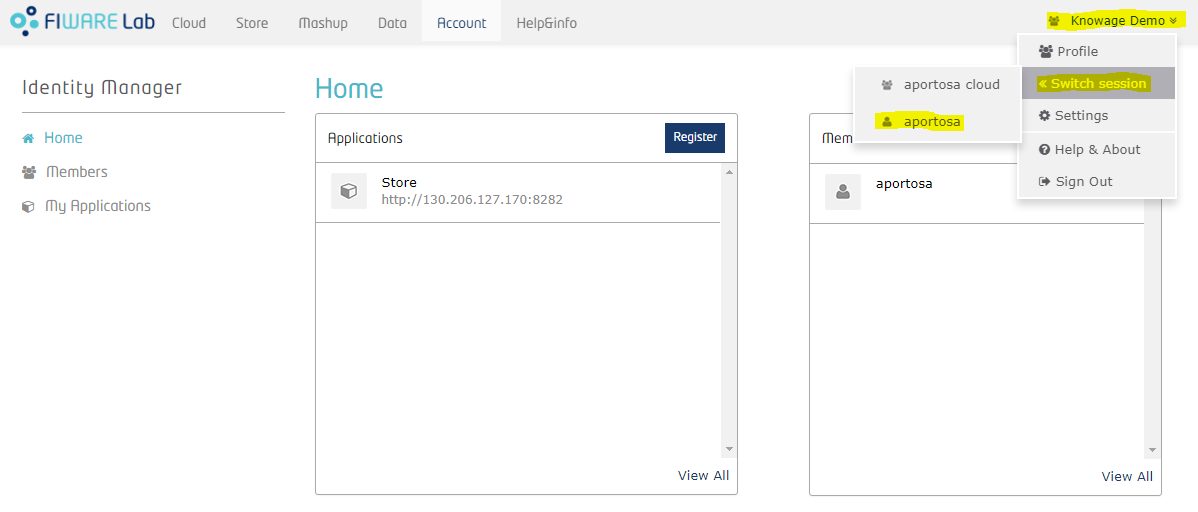 FIWARE Lab Cloud Store Mashup Data Account Help&info Knowage Demo
Profile
Switch session
Settings
Help & About
Sign Out
aportosa cloud
aportosa
Identity Manager
Home
Members
My Applications
Home
Applications Register
Store
http://130.206.127.170:8282
View All
Mem
aportosa
View All